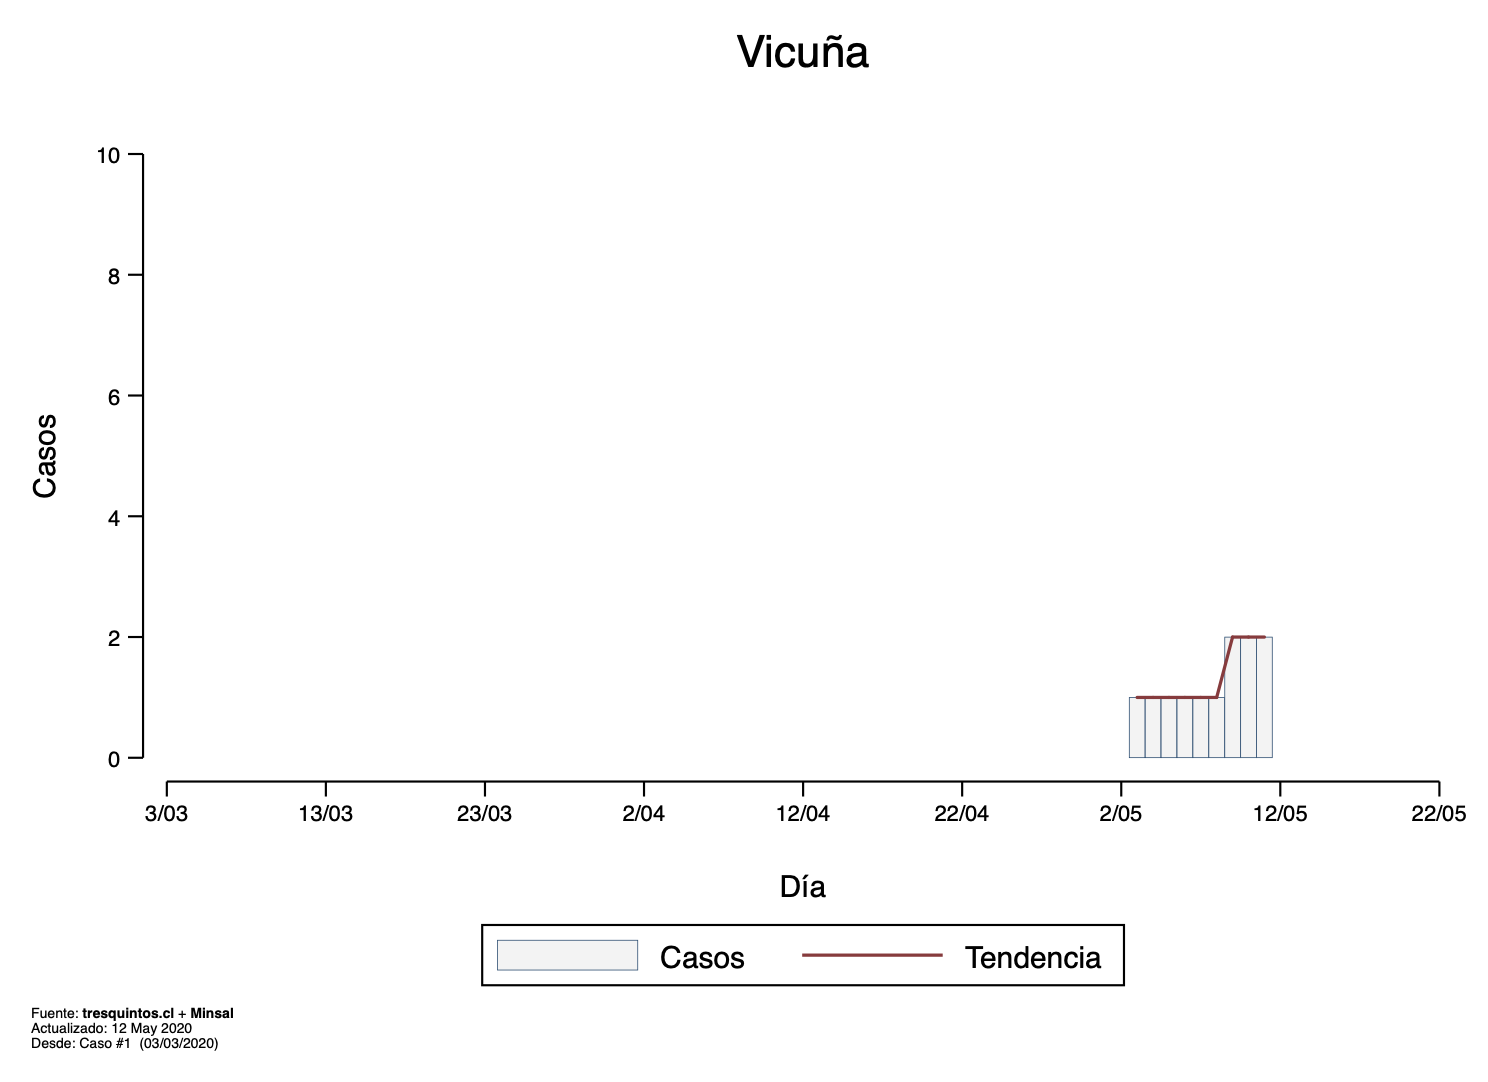 Vicuña
10
8
6
4
2
0
Casos
3/03 13/03 23/03 2/04 12/04 22/04 2/05 12/05 22/05
Día
Casos Tendencia
Fuente: tresquintos.cl + Minsal
Actualizado: 12 May 2020
Desde: Caso #1 (03/03/2020)